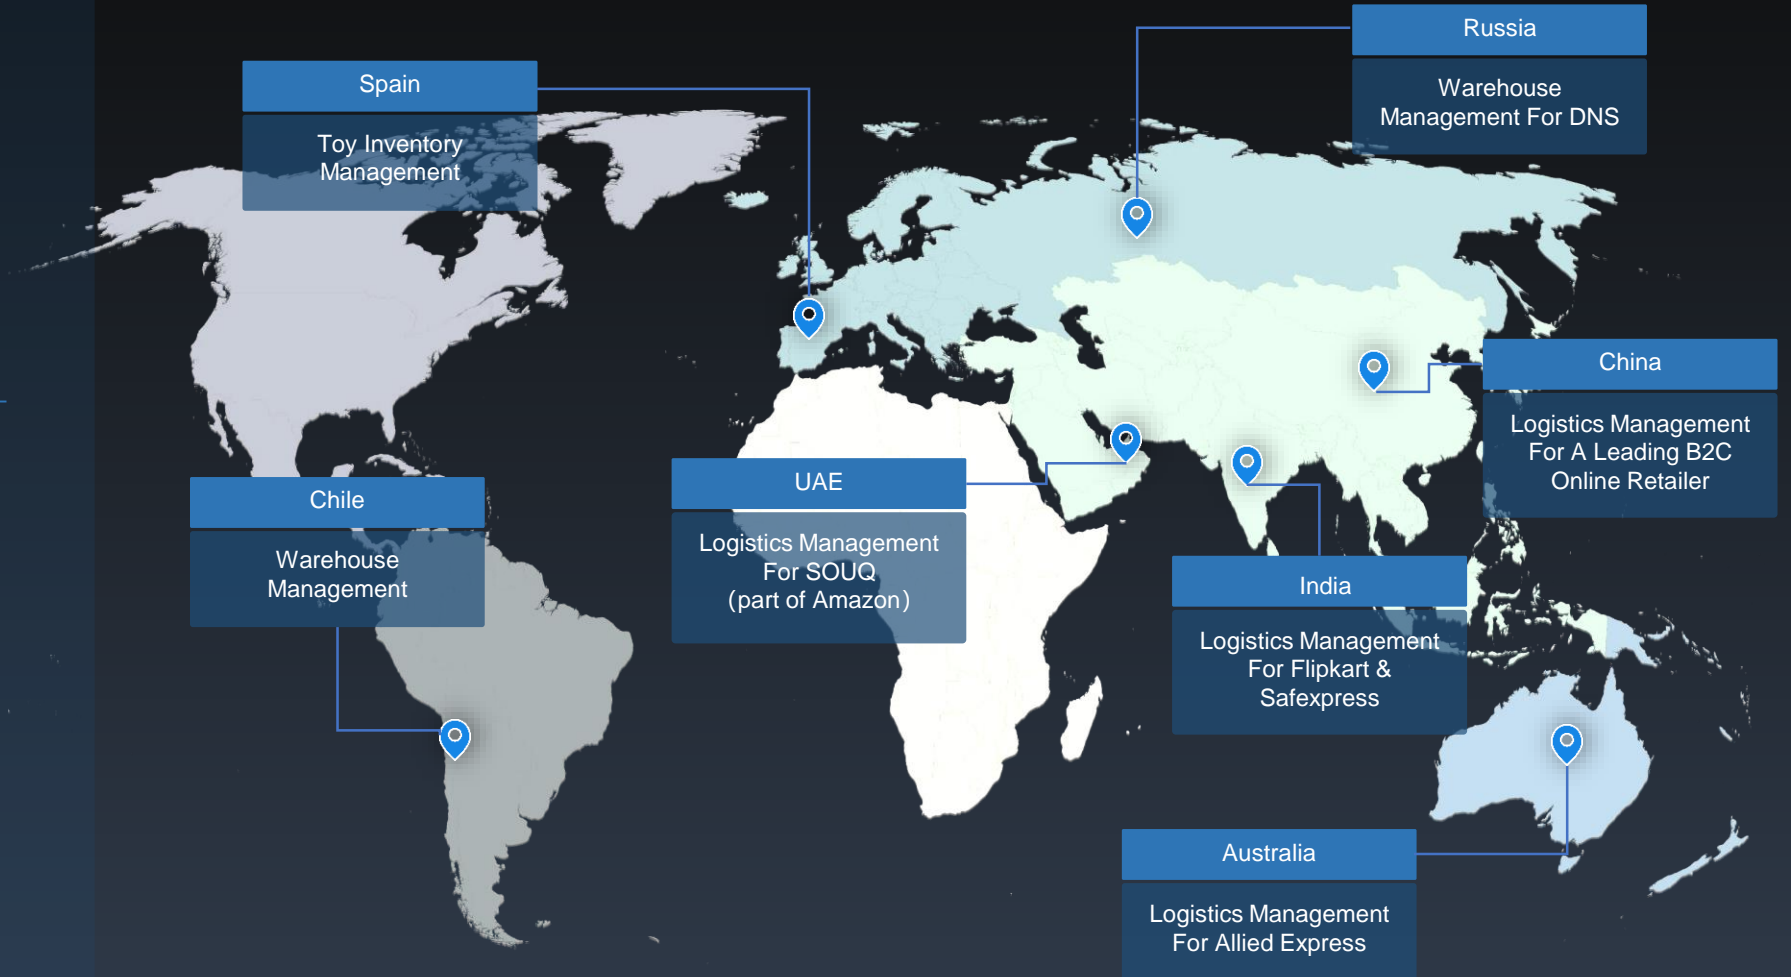 Russia
Warehouse
Management For DNS
Spain
Toy Inventory
Management
China
Logistics Management
For A Leading B2C
Online Retailer
UAE
Logistics Management
For SOUQ
(part of Amazon)
Chile
Warehouse
Management
India
Logistics Management
For Flipkart &
Safexpress
Australia
Logistics Management
For Allied Express